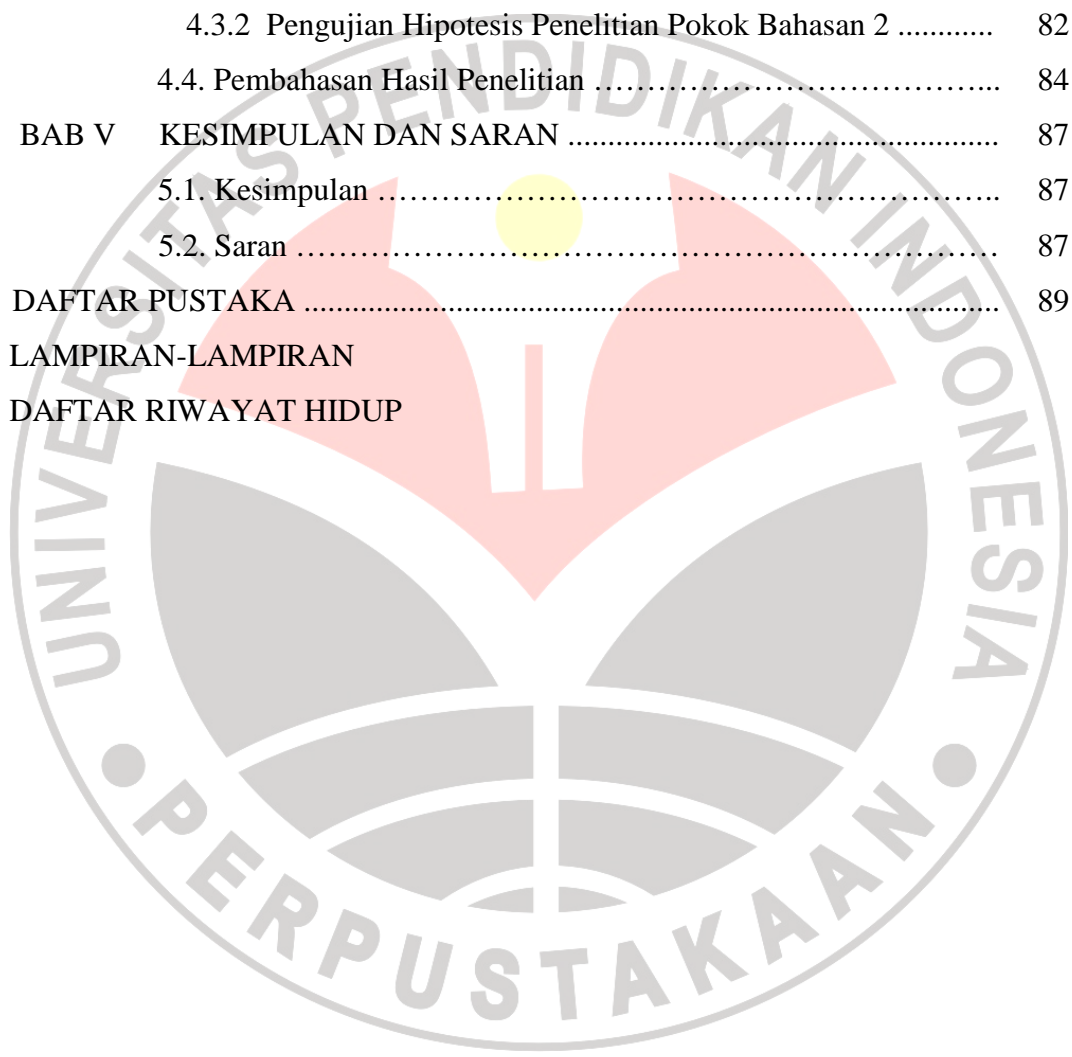 4.3.2 Pengujian Hipotesis Penelitian Pokok Bahasan 2 ............ 82
4.4. Pembahasan Hasil Penelitian ………………………………... 84
BAB V KESIMPULAN DAN SARAN ...................................................... 87
5.1. Kesimpulan ………………………………………………….. 87
5.2. Saran ………………………………………………………… 87
DAFTAR PUSTAKA ......................................................................................... 89
LAMPIRAN-LAMPIRAN
DAFTAR RIWAYAT HIDUP
UNIVERSITAS PENDIDIKAN INDONESIA
PERPUSTAKAAN